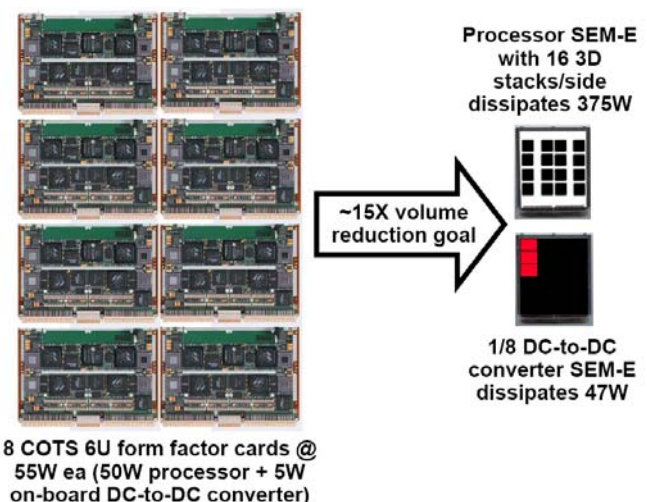 Processor SEM-E
with 16 3D
stacks/side
dissipates 375W
~15X volume
reduction goal
1/8 DC-to-DC
converter SEM-E
dissipates 47W
8 COTS 6U form factor cards @
55W ea (50W processor + 5W
on-board DC-to-DC converter)